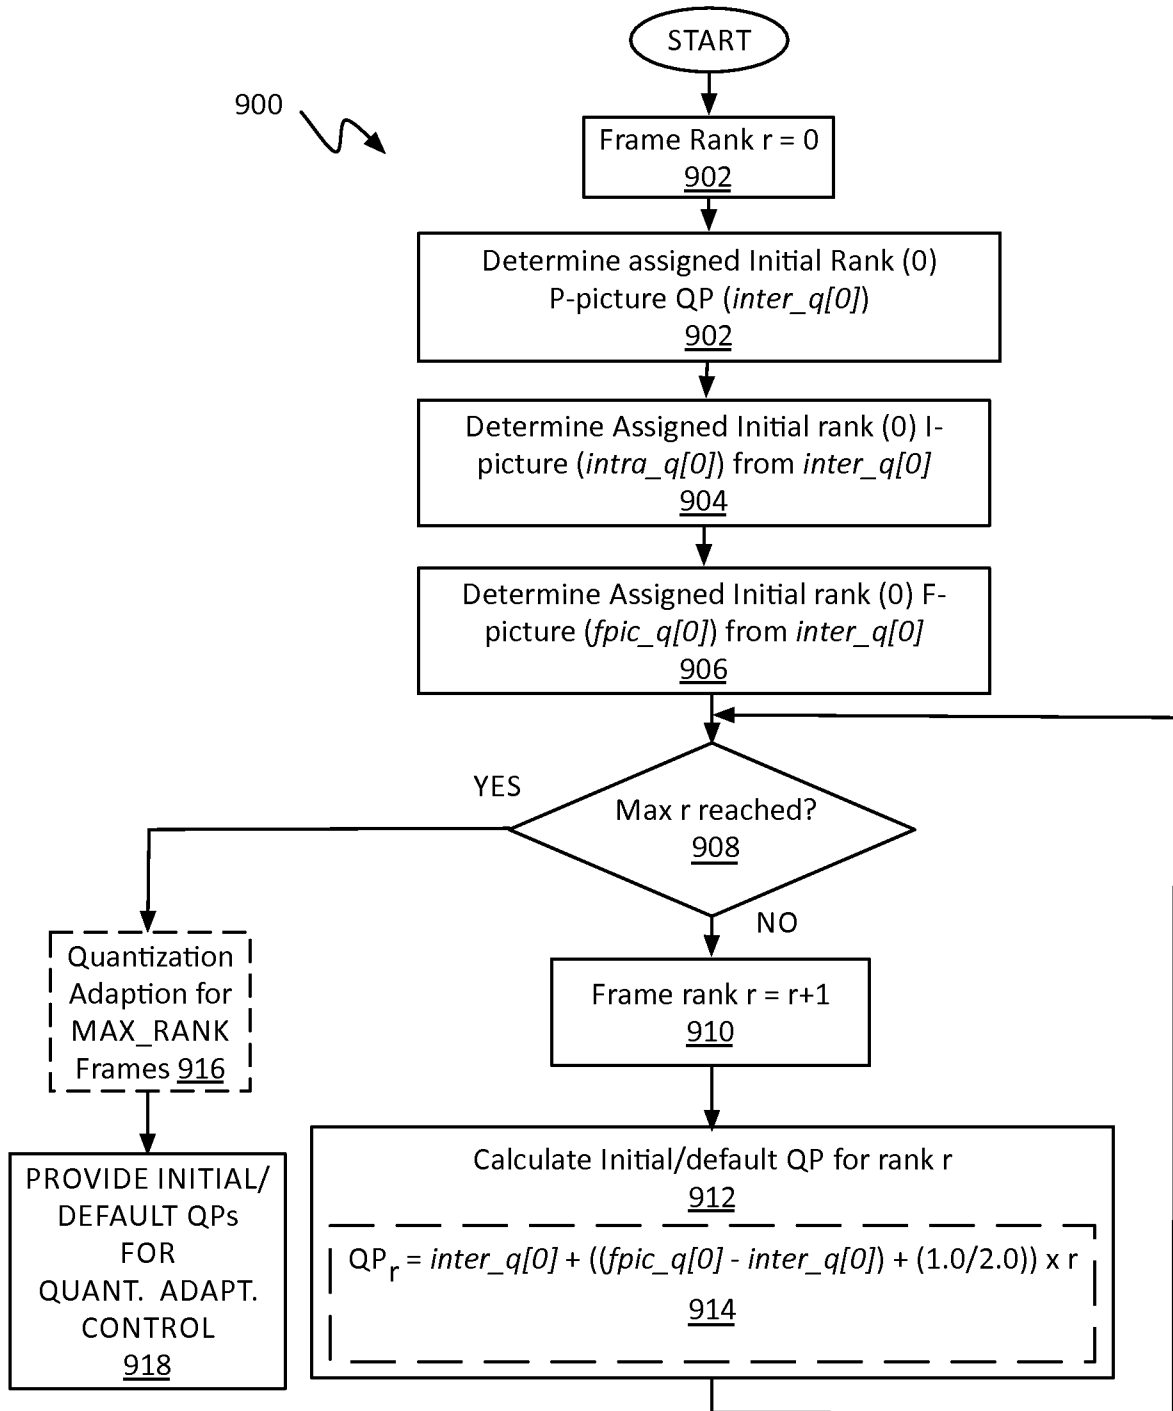 START
900
Frame Rank r = 0
902
Determine assigned Initial Rank (0)
P-picture QP (inter_q[0])
902
Determine Assigned Initial rank (0) I-
picture (intra_q[0]) from inter_q[0]
904
Determine Assigned Initial rank (0) F-
picture (fpic_q[0]) from inter_q[0]
906
YES
Max r reached?
908
NO
Quantization
Adaption for
MAX_RANK
Frames 916
Frame rank r = r+1
910
PROVIDE INITIAL/
DEFAULT QPs
FOR
QUANT. ADAPT.
CONTROL
918
Calculate Initial/default QP for rank r
912
QPr = inter_q[0] + ((fpic_q[0] - inter_q[0]) + (1.0/2.0)) x r
914